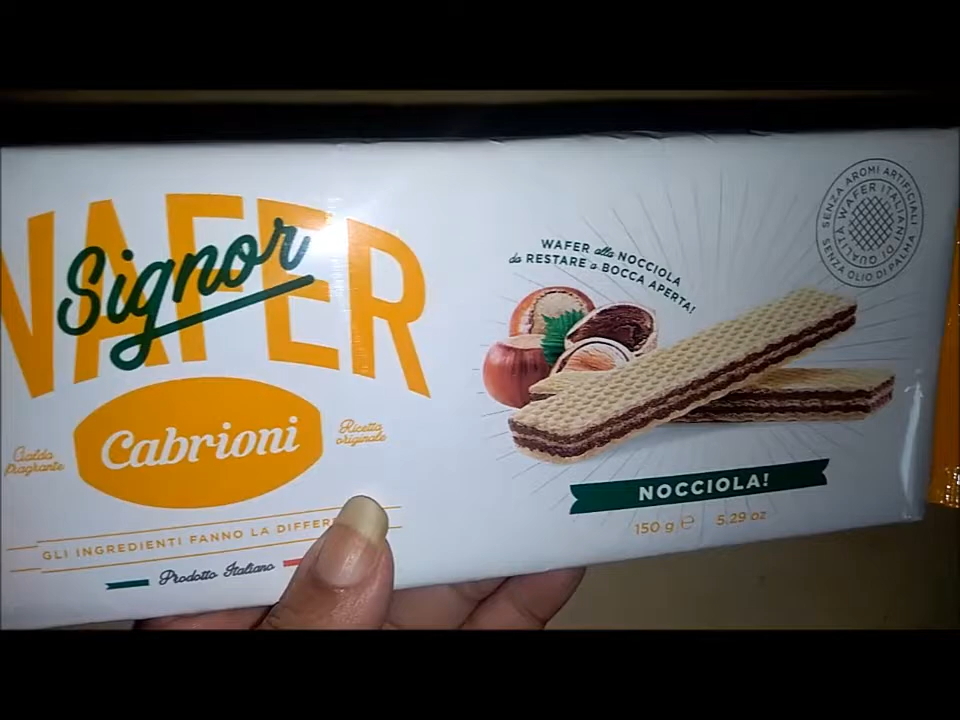 WAFER
Signor
Cabrioni
Cialda
fragrante
Ricetta
originale
GLI INGREDIENTI FANNO LA DIFFER
Prodotto Italiano
WAFER alla NOCCIOLA
da RESTARE a BOCCA APERTA!
NOCCIOLA!
150 g ℮ 5.29 oz
SENZA AROMI ARTIFICIALI
SENZA OLIO DI PALMA
WAFER ITALIANI DI QUALITÀ